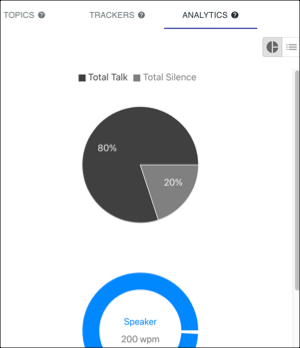 TOPICS ? TRACKERS ? ANALYTICS ?
Total Talk Total Silence
80%
20%
Speaker
200 wpm